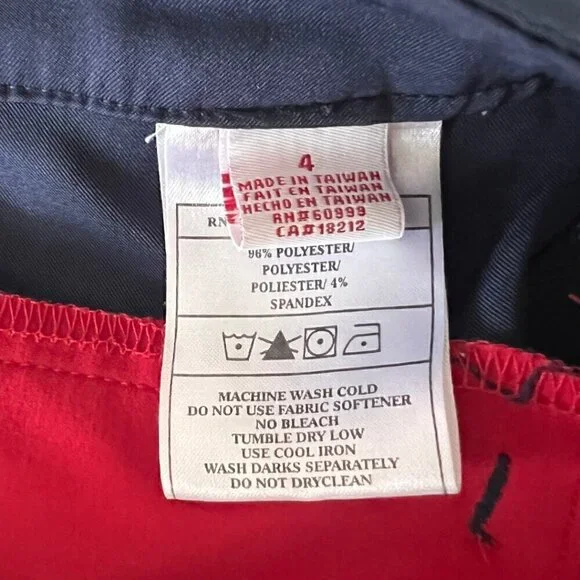 4
MADE IN TAIWAN
FAIT EN TAIWAN
HECHO EN TAIWAN
RN#60999
CA#18212
RN
96% POLYESTER/
POLYESTER/
POLIESTER/ 4%
SPANDEX
MACHINE WASH COLD
DO NOT USE FABRIC SOFTENER
NO BLEACH
TUMBLE DRY LOW
USE COOL IRON
WASH DARKS SEPARATELY
DO NOT DRYCLEAN